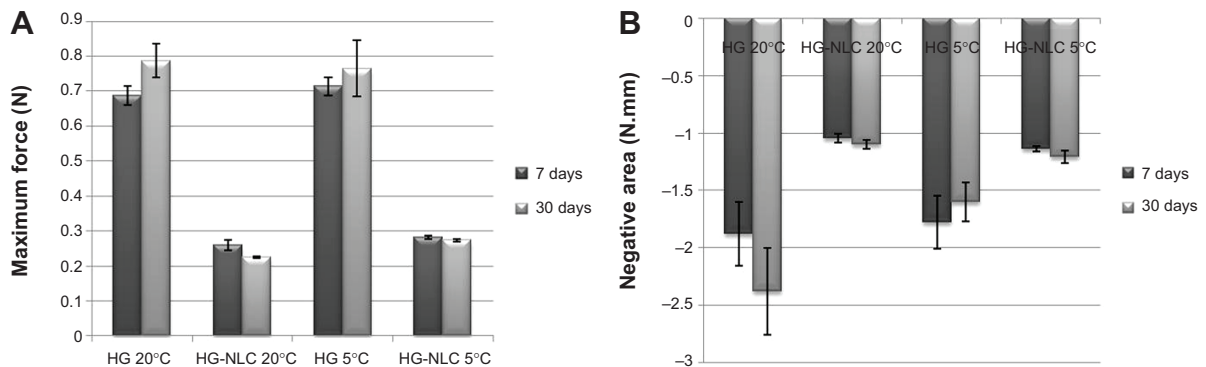 A
Maximum force (N)
0.9
0.8
0.7
0.6
0.5
0.4
0.3
0.2
0.1
0
HG 20°C
HG-NLC 20°C
HG 5°C
HG-NLC 5°C
7 days
30 days
B
Negative area (N.mm)
0
–0.5
–1
–1.5
–2
–2.5
–3
HG 20°C
HG-NLC 20°C
HG 5°C
HG-NLC 5°C
7 days
30 days